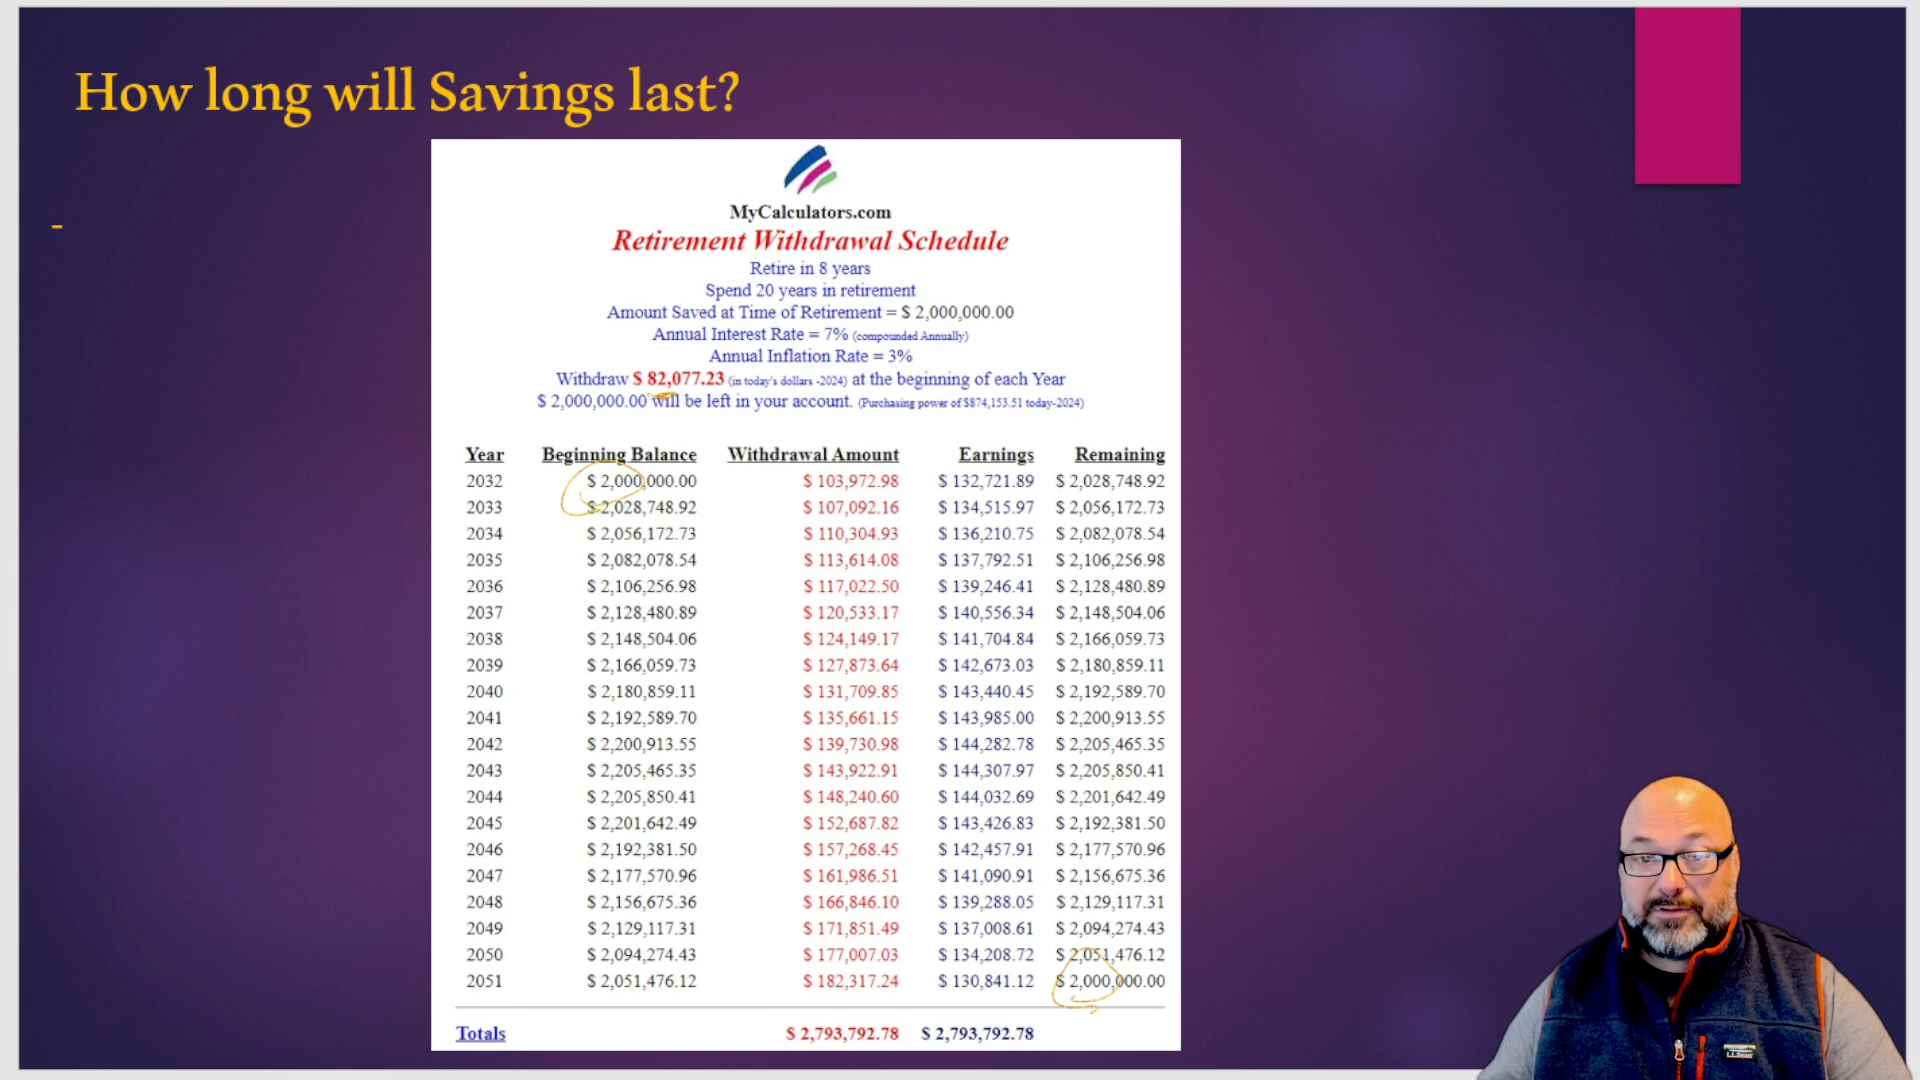 How long will Savings last?
-
MyCalculators.com
Retirement Withdrawal Schedule
Retire in 8 years
Spend 20 years in retirement
Amount Saved at Time of Retirement = $ 2,000,000.00
Annual Interest Rate = 7% (compounded Annually)
Annual Inflation Rate = 3%
Withdraw $ 82,077.23 (in today's dollars -2024) at the beginning of each Year
$ 2,000,000.00 will be left in your account. (Purchasing power of $874,153.51 today-2024)
Year Beginning Balance Withdrawal Amount Earnings Remaining
2032 $ 2,000,000.00 $ 103,972.98 $ 132,721.89 $ 2,028,748.92
2033 $ 2,028,748.92 $ 107,092.16 $ 134,515.97 $ 2,056,172.73
2034 $ 2,056,172.73 $ 110,304.93 $ 136,210.75 $ 2,082,078.54
2035 $ 2,082,078.54 $ 113,614.08 $ 137,792.51 $ 2,106,256.98
2036 $ 2,106,256.98 $ 117,022.50 $ 139,246.41 $ 2,128,480.89
2037 $ 2,128,480.89 $ 120,533.17 $ 140,556.34 $ 2,148,504.06
2038 $ 2,148,504.06 $ 124,149.17 $ 141,704.84 $ 2,166,059.73
2039 $ 2,166,059.73 $ 127,873.64 $ 142,673.03 $ 2,180,859.11
2040 $ 2,180,859.11 $ 131,709.85 $ 143,440.45 $ 2,192,589.70
2041 $ 2,192,589.70 $ 135,661.15 $ 143,985.00 $ 2,200,913.55
2042 $ 2,200,913.55 $ 139,730.98 $ 144,282.78 $ 2,205,465.35
2043 $ 2,205,465.35 $ 143,922.91 $ 144,307.97 $ 2,205,850.41
2044 $ 2,205,850.41 $ 148,240.60 $ 144,032.69 $ 2,201,642.49
2045 $ 2,201,642.49 $ 152,687.82 $ 143,426.83 $ 2,192,381.50
2046 $ 2,192,381.50 $ 157,268.45 $ 142,457.91 $ 2,177,570.96
2047 $ 2,177,570.96 $ 161,986.51 $ 141,090.91 $ 2,156,675.36
2048 $ 2,156,675.36 $ 166,846.10 $ 139,288.05 $ 2,129,117.31
2049 $ 2,129,117.31 $ 171,851.49 $ 137,008.61 $ 2,094,274.43
2050 $ 2,094,274.43 $ 177,007.03 $ 134,208.72 $ 2,051,476.12
2051 $ 2,051,476.12 $ 182,317.24 $ 130,841.12 $ 2,000,000.00
Totals $ 2,793,792.78 $ 2,793,792.78
L.L.Bean